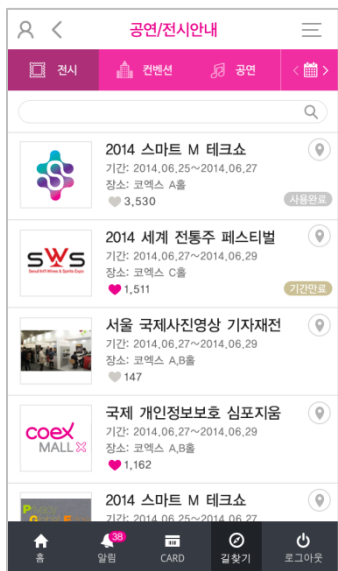 공연/전시안내
전시 컨벤션 공연
2014 스마트 M 테크쇼
기간: 2014.06.25~2014.06.27
장소: 코엑스 A홀
3,530
사용완료
SWS
Seoul Int'l Wines & Spirits Expo
2014 세계 전통주 페스티벌
기간: 2014.06.27~2014.06.29
장소: 코엑스 C홀
1,511
기간만료
서울 국제사진영상 기자재전
기간: 2014.06.27~2014.06.29
장소: 코엑스 A,B홀
147
coex
MALL
국제 개인정보보호 심포지움
기간: 2014.06.27~2014.06.29
장소: 코엑스 A,B홀
1,162
2014 스마트 M 테크쇼
기간: 2014.06.25~2014.06.27
38
홈 알림 CARD 길찾기 로그아웃